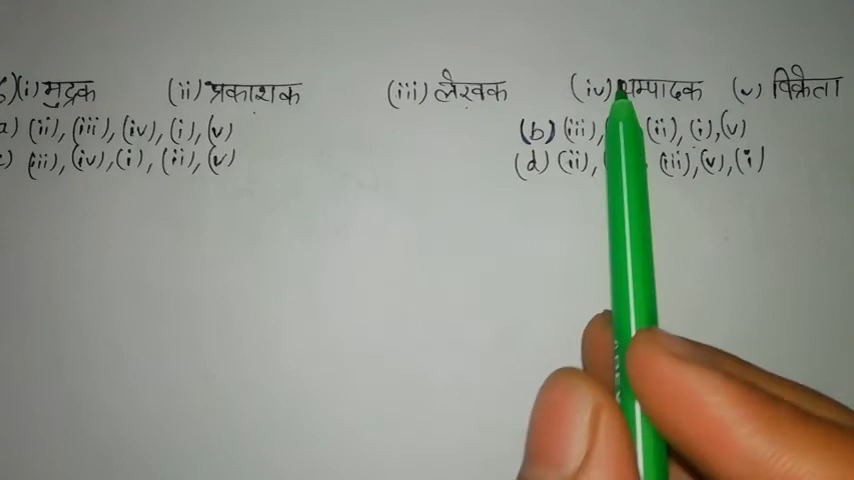 (i) मुद्रक (ii) प्रकाशक (iii) लेखक (iv) सम्पादक (v) विक्रेता
a) (ii), (iii), (iv), (i), (v) (b) (iii), (ii), (i), (v)
(iii), (iv), (i), (ii), (v) (d) (ii), (iii), (v), (i)